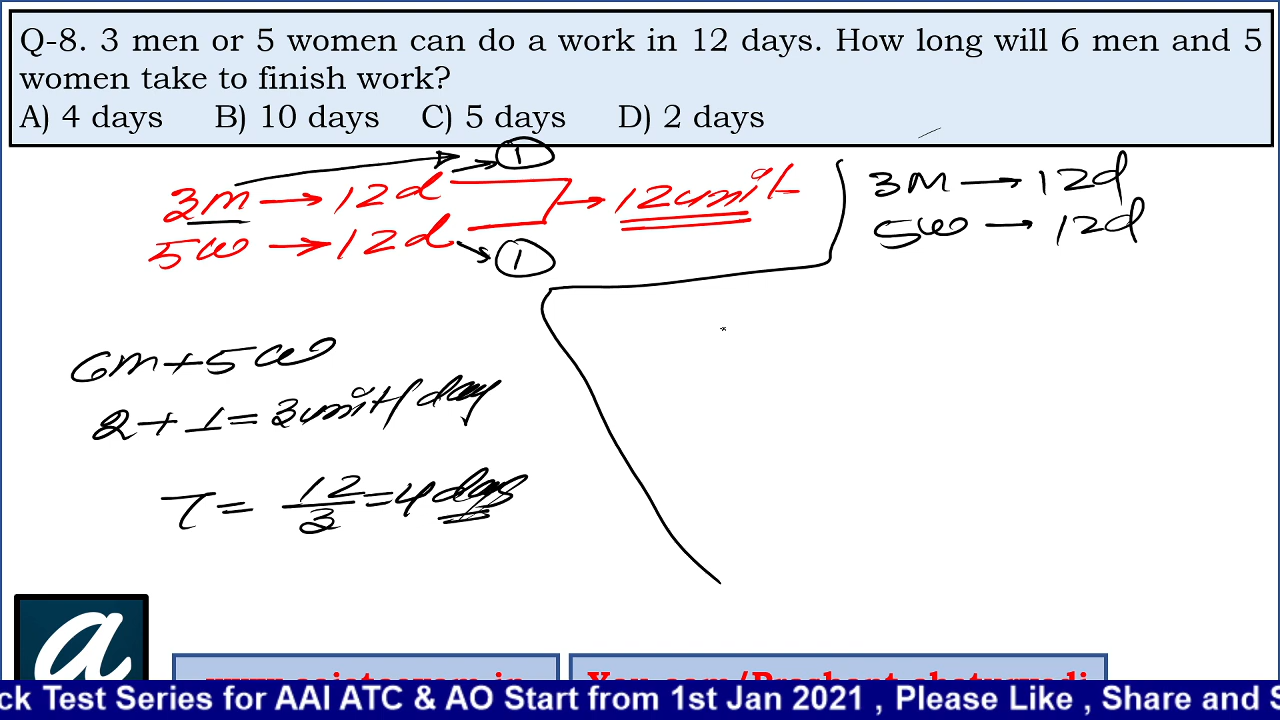 Q-8. 3 men or 5 women can do a work in 12 days. How long will 6 men and 5
women take to finish work?
A) 4 days B) 10 days C) 5 days D) 2 days
1
3m → 12d → 12unit
5w → 12d
1
3M → 12d
5w → 12d
6m+5w
2+1=3unit/day
T= 12/3 =4days
a
ck Test Series for AAI ATC & AO Start from 1st Jan 2021 , Please Like , Share and S